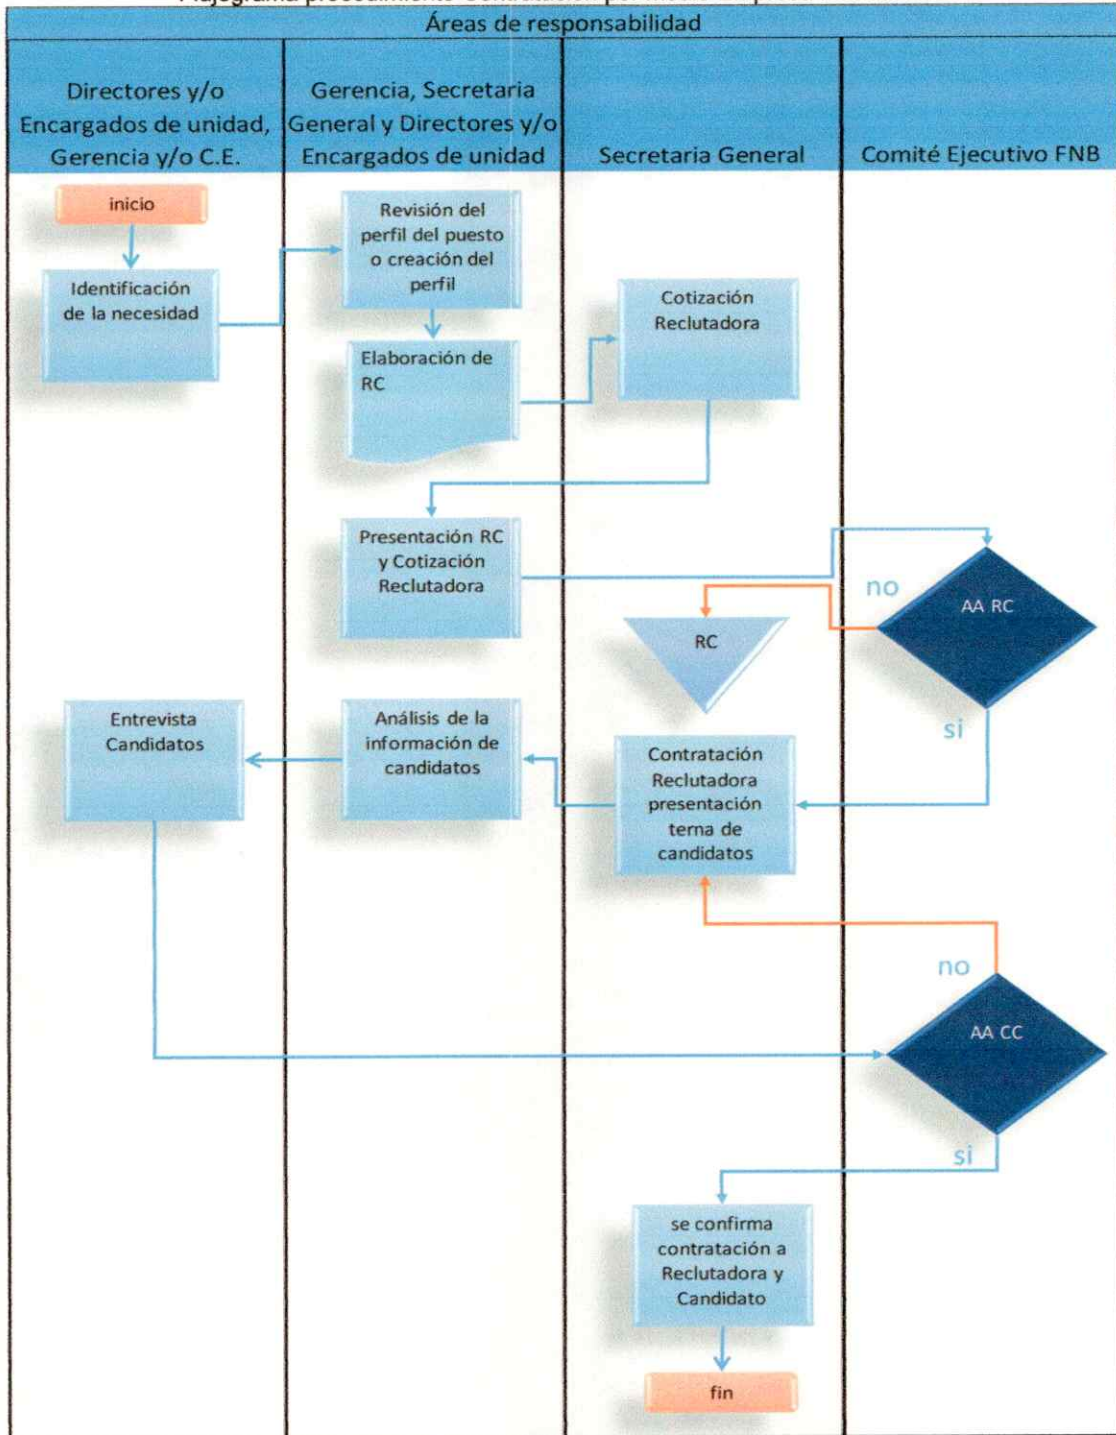 Áreas de responsabilidad
Directores y/o
Encargados de unidad,
Gerencia y/o C.E.
Gerencia, Secretaria
General y Directores y/o
Encargados de unidad
Secretaria General
Comité Ejecutivo FNB
inicio
Identificación
de la necesidad
Revisión del
perfil del puesto
o creación del
perfil
Elaboración de
RC
Cotización
Reclutadora
Presentación RC
y Cotización
Reclutadora
no
AA RC
RC
si
Entrevista
Candidatos
Análisis de la
información de
candidatos
Contratación
Reclutadora
presentación
terna de
candidatos
no
AA CC
si
se confirma
contratación a
Reclutadora y
Candidato
fin